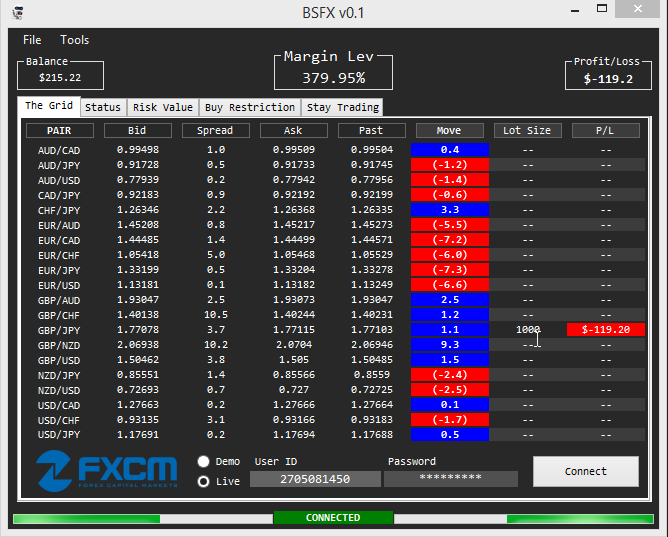 BSFX v0.1
File Tools
Balance
$215.22
Margin Lev
379.95%
Profit/Loss
$-119.2
The Grid Status Risk Value Buy Restriction Stay Trading
PAIR Bid Spread Ask Past Move Lot Size P/L
AUD/CAD 0.99498 1.0 0.99509 0.99504 0.4 -- --
AUD/JPY 0.91728 0.5 0.91733 0.91745 (-1.2) -- --
AUD/USD 0.77939 0.2 0.77942 0.77956 (-1.4) -- --
CAD/JPY 0.92183 0.9 0.92192 0.92199 (-0.6) -- --
CHF/JPY 1.26346 2.2 1.26368 1.26335 3.3 -- --
EUR/AUD 1.45208 0.8 1.45217 1.45273 (-5.5) -- --
EUR/CAD 1.44485 1.4 1.44499 1.44571 (-7.2) -- --
EUR/CHF 1.05418 5.0 1.05468 1.05529 (-6.0) -- --
EUR/JPY 1.33199 0.5 1.33204 1.33278 (-7.3) -- --
EUR/USD 1.13181 0.1 1.13182 1.13249 (-6.6) -- --
GBP/AUD 1.93047 2.5 1.93073 1.93047 2.5 -- --
GBP/CHF 1.40138 10.5 1.40244 1.40231 1.2 -- --
GBP/JPY 1.77078 3.7 1.77115 1.77103 1.1 1000 $-119.20
GBP/NZD 2.06938 10.2 2.0704 2.06946 9.3 -- --
GBP/USD 1.50462 3.8 1.505 1.50485 1.5 -- --
NZD/JPY 0.85551 1.4 0.85566 0.8559 (-2.4) -- --
NZD/USD 0.72693 0.7 0.727 0.72725 (-2.5) -- --
USD/CAD 1.27663 0.2 1.27666 1.27664 0.1 -- --
USD/CHF 0.93135 3.1 0.93166 0.93183 (-1.7) -- --
USD/JPY 1.17691 0.2 1.17694 1.17688 0.5 -- --
FXCM
FOREX CAPITAL MARKETS
Demo User ID Password
Live 2705081450 *********
Connect
CONNECTED